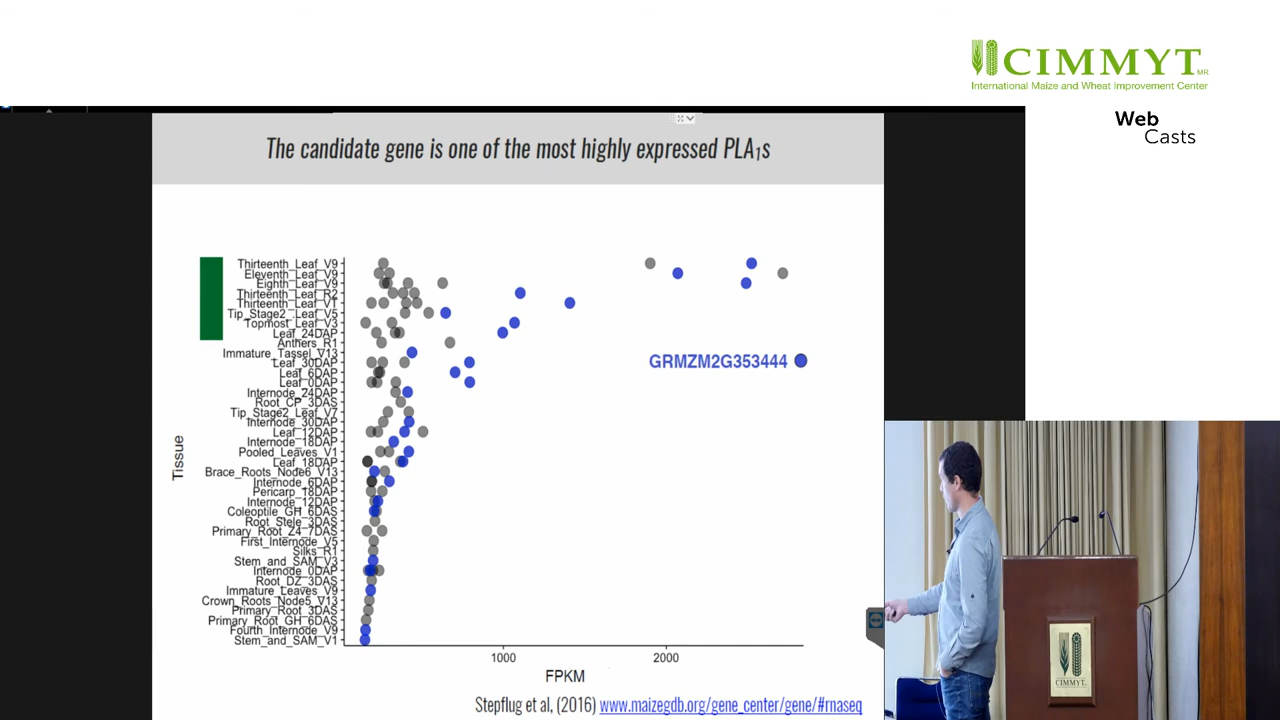 CIMMYT MR
International Maize and Wheat Improvement Center
Web
Casts
The candidate gene is one of the most highly expressed PLA1s
Thirteenth_Leaf_V9
Eleventh_Leaf_V9
Eighth_Leaf_V9
Thirteenth_Leaf_R2
Thirteenth_Leaf_VT
Tip_Stage2_Leaf_V5
Topmost_Leaf_V3
Leaf_24DAP
Anthers_R1
Immature_Tassel_V13
Leaf_30DAP
Leaf_6DAP
GRMZM2G353444
Leaf_0DAP
Internode_24DAP
Root_CP_3DAS
Tip_Stage2_Leaf_V7
Internode_30DAP
Leaf_12DAP
Internode_18DAP
Pooled_Leaves_V1
Leaf_18DAP
Brace_Roots_Node6_V13
Internode_6DAP
Pericarp_18DAP
Internode_12DAP
Coleoptile_GH_6DAS
Root_Stele_3DAS
Primary_Root_Z4_7DAS
First_Internode_V5
Silks_R1
Stem_and_SAM_V3
Internode_0DAP
Root_DZ_3DAS
Immature_Leaves_V9
Crown_Roots_Node5_V13
Primary_Root_3DAS
Primary_Root_GH_6DAS
Fourth_Internode_V9
Stem_and_SAM_V1
Tissue
1000 2000
FPKM
Stepflug et al, (2016) www.maizegdb.org/gene_center/gene/#rnaseq
CIMMYT